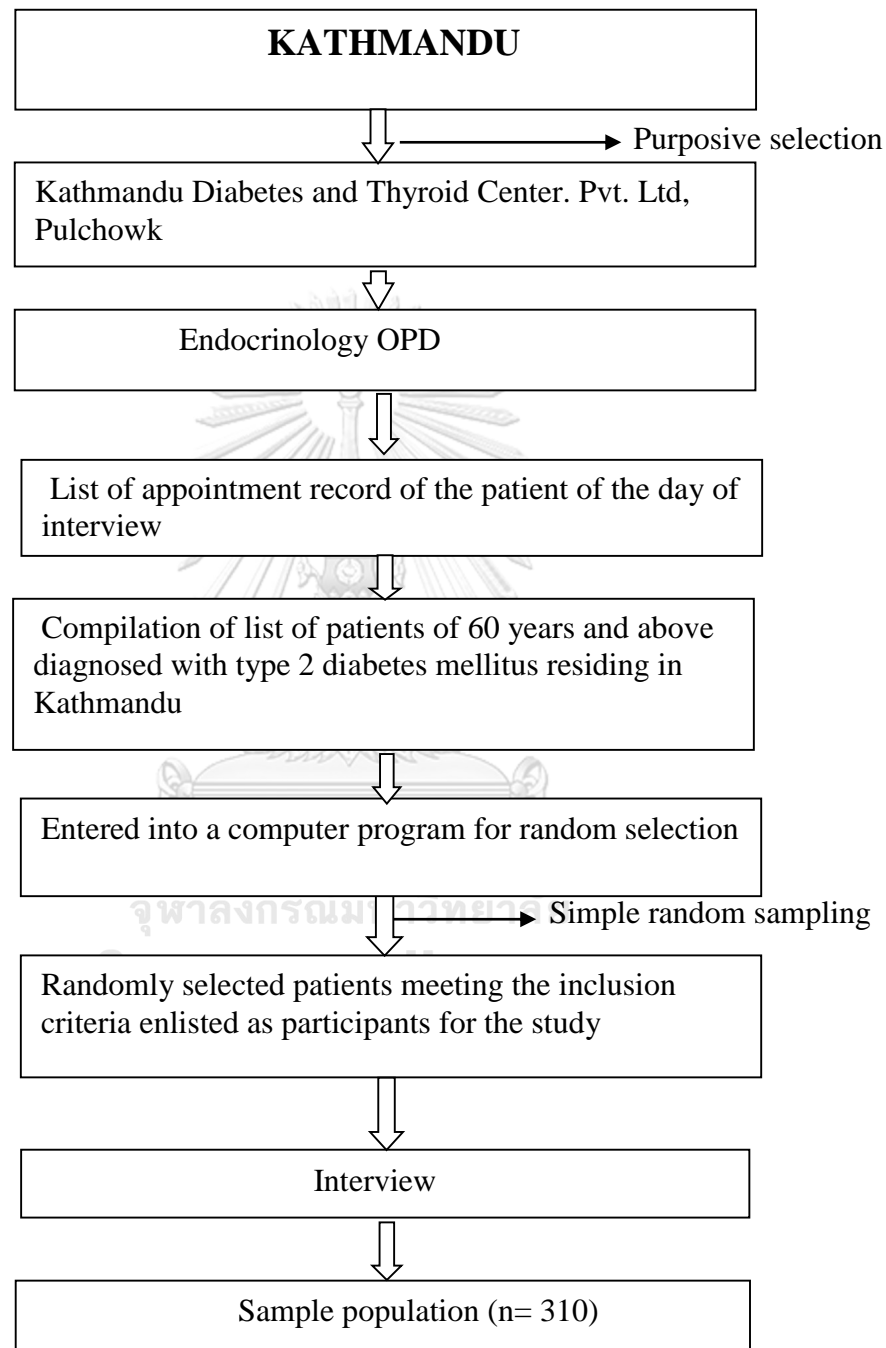 KATHMANDU
Purposive selection
Kathmandu Diabetes and Thyroid Center. Pvt. Ltd,
Pulchowk
Endocrinology OPD
List of appointment record of the patient of the day of
interview
Compilation of list of patients of 60 years and above
diagnosed with type 2 diabetes mellitus residing in
Kathmandu
Entered into a computer program for random selection
Simple random sampling
Randomly selected patients meeting the inclusion
criteria enlisted as participants for the study
Interview
Sample population (n= 310)